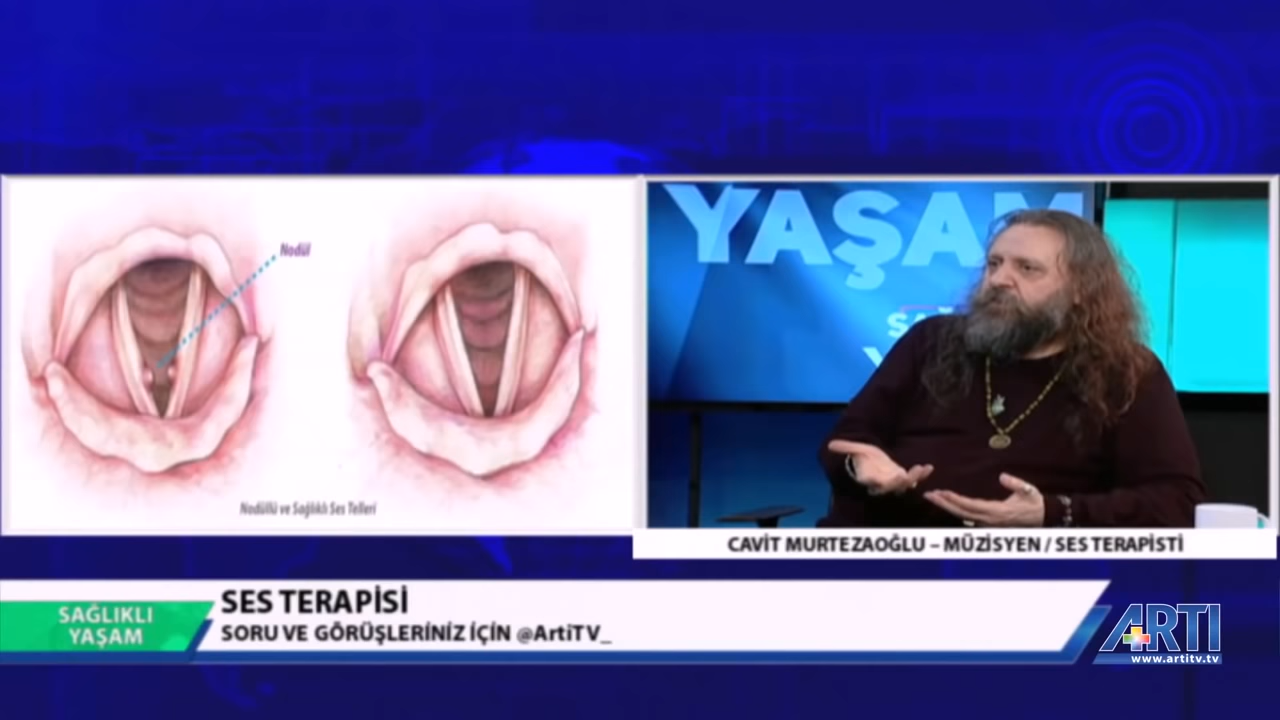 Nodül
Nodüllü ve Sağlıklı Ses Telleri
YAŞAM
CAVİT MURTEZAOĞLU – MÜZİSYEN / SES TERAPİSTİ
SAĞLIKLI
YAŞAM
SES TERAPİSİ
SORU VE GÖRÜŞLERİNİZ İÇİN @ArtiTV_
ARTI
www.artitv.tv